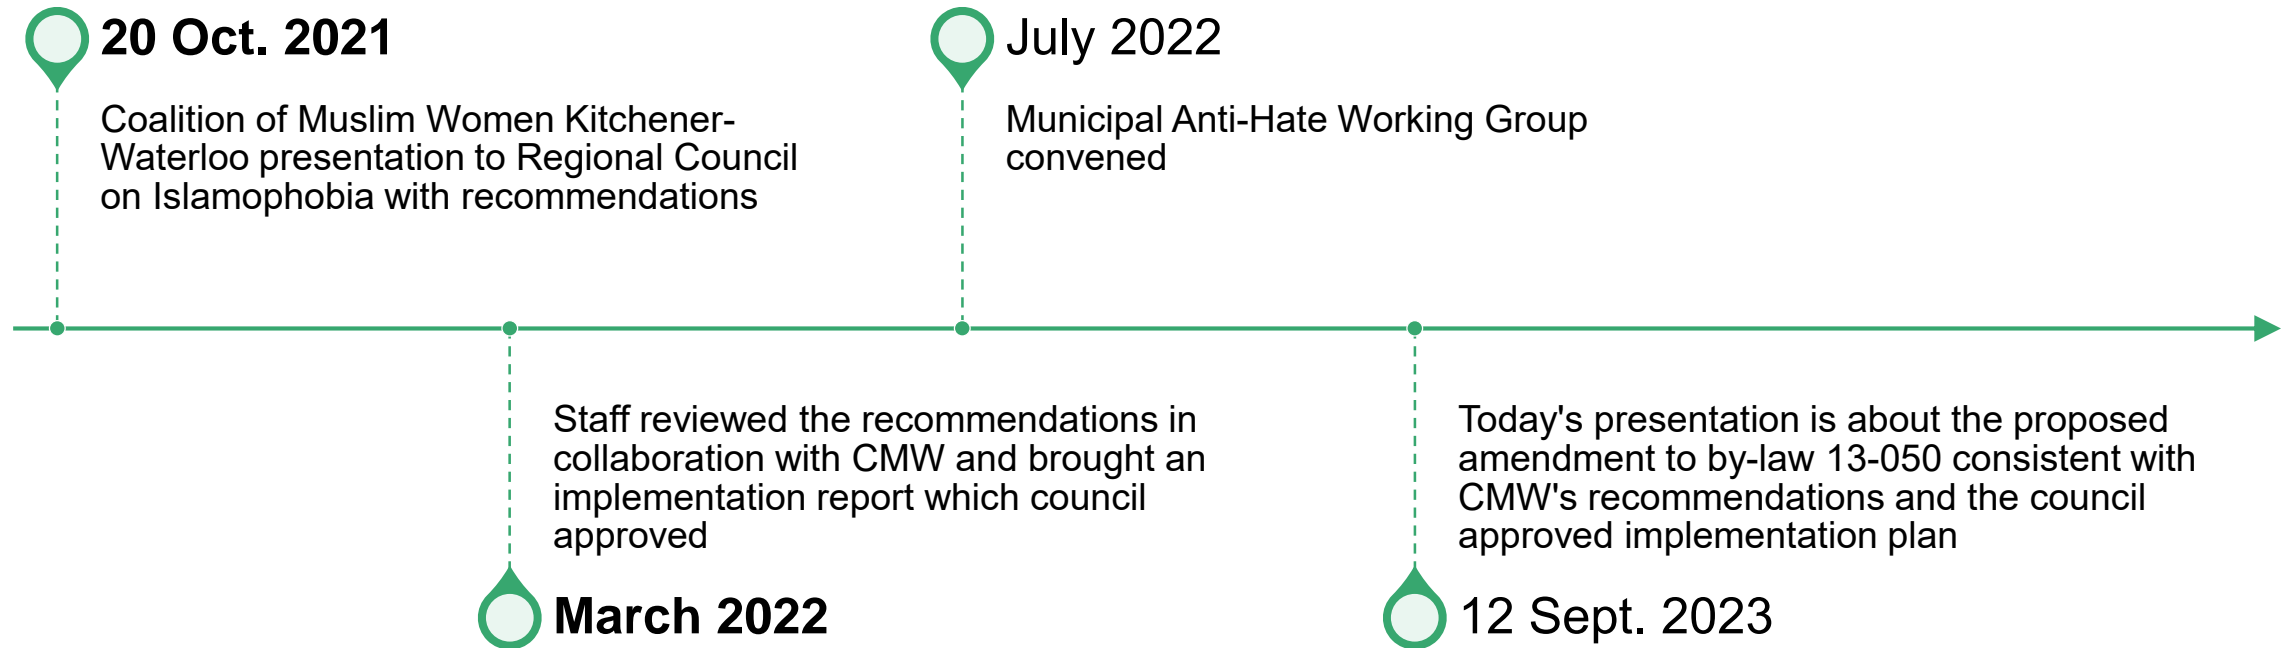 20 Oct. 2021
Coalition of Muslim Women Kitchener-
Waterloo presentation to Regional Council
on Islamophobia with recommendations
July 2022
Municipal Anti-Hate Working Group
convened
Staff reviewed the recommendations in
collaboration with CMW and brought an
implementation report which council
approved
March 2022
Today's presentation is about the proposed
amendment to by-law 13-050 consistent with
CMW's recommendations and the council
approved implementation plan
12 Sept. 2023